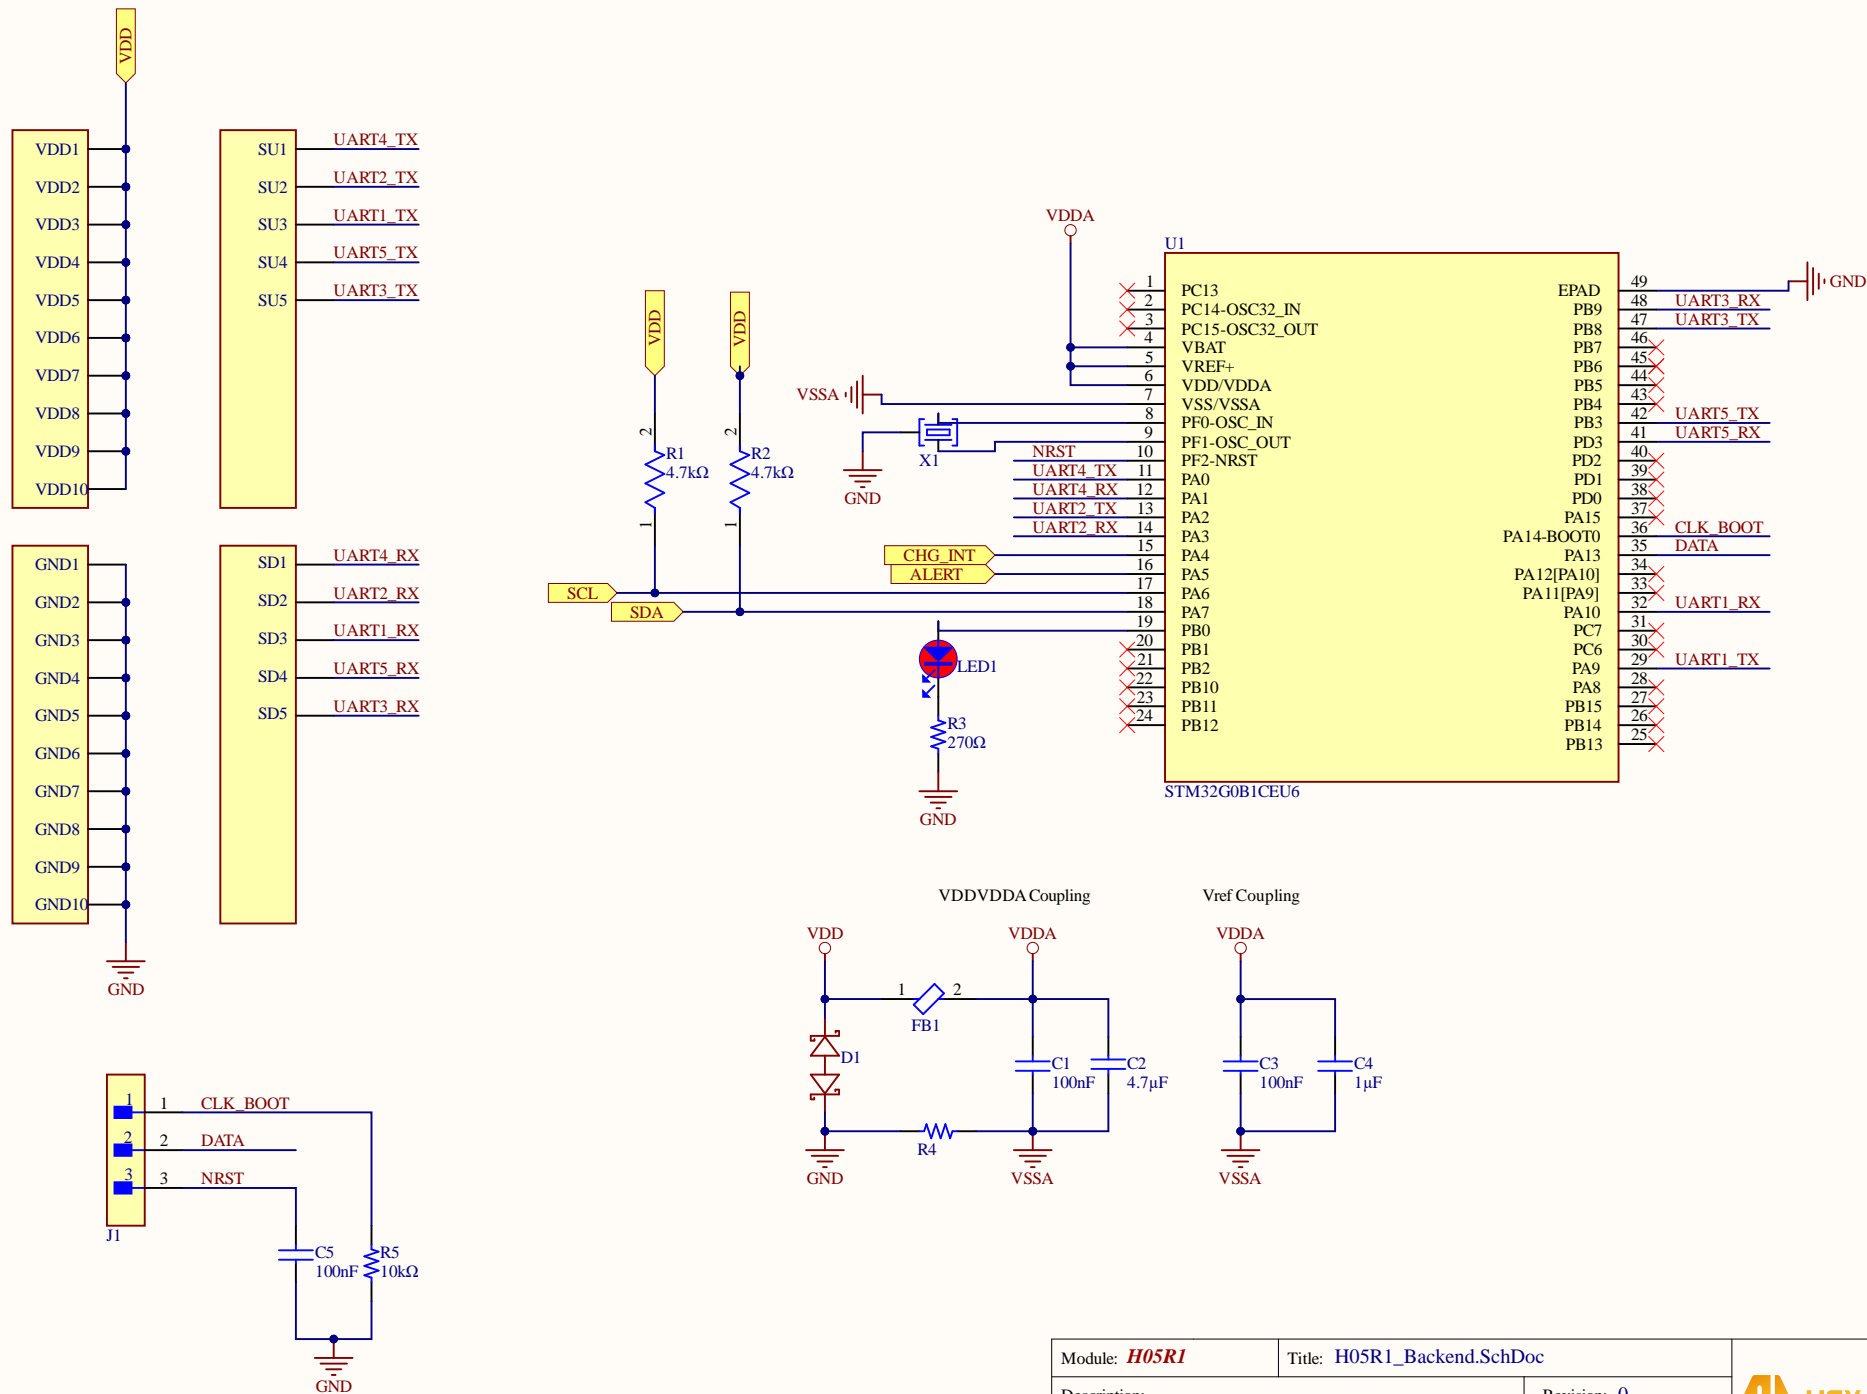 VDD
VDD1
VDD2
VDD3
VDD4
VDD5
VDD6
VDD7
VDD8
VDD9
VDD10
SU1 UART4_TX
SU2 UART2_TX
SU3 UART1_TX
SU4 UART5_TX
SU5 UART3_TX
GND1
GND2
GND3
GND4
GND5
GND6
GND7
GND8
GND9
GND10
GND
SD1 UART4_RX
SD2 UART2_RX
SD3 UART1_RX
SD4 UART5_RX
SD5 UART3_RX
1 1 CLK_BOOT
2 2 DATA
3 3 NRST
J1
C5
100nF
R5
10kΩ
GND
VDD
VDD
2
R1
4.7kΩ
1
2
R2
4.7kΩ
1
SCL
SDA
VDDA
VSSA
X1
GND
CHG_INT
ALERT
LED1
R3
270Ω
GND
U1
1 PC13
2 PC14-OSC32_IN
3 PC15-OSC32_OUT
4 VBAT
5 VREF+
6 VDD/VDDA
7 VSS/VSSA
8 PF0-OSC_IN
9 PF1-OSC_OUT
NRST 10 PF2-NRST
UART4_TX 11 PA0
UART4_RX 12 PA1
UART2_TX 13 PA2
UART2_RX 14 PA3
15 PA4
16 PA5
17 PA6
18 PA7
19 PB0
20 PB1
21 PB2
22 PB10
23 PB11
24 PB12
EPAD 49 GND
PB9 48 UART3_RX
PB8 47 UART3_TX
PB7 46
PB6 45
PB5 44
PB4 43
PB3 42 UART5_TX
PD3 41 UART5_RX
PD2 40
PD1 39
PD0 38
PA15 37
PA14-BOOT0 36 CLK_BOOT
PA13 35 DATA
PA12[PA10] 34
PA11[PA9] 33
PA10 32 UART1_RX
PC7 31
PC6 30
PA9 29 UART1_TX
PA8 28
PB15 27
PB14 26
PB13 25
STM32G0B1CEU6
VDDVDDA Coupling
VDD
VDDA
1 2
FB1
D1
C1
100nF
C2
4.7µF
R4
GND
VSSA
Vref Coupling
VDDA
C3
100nF
C4
1µF
VSSA
Module: H05R1
Title: H05R1_Backend.SchDoc